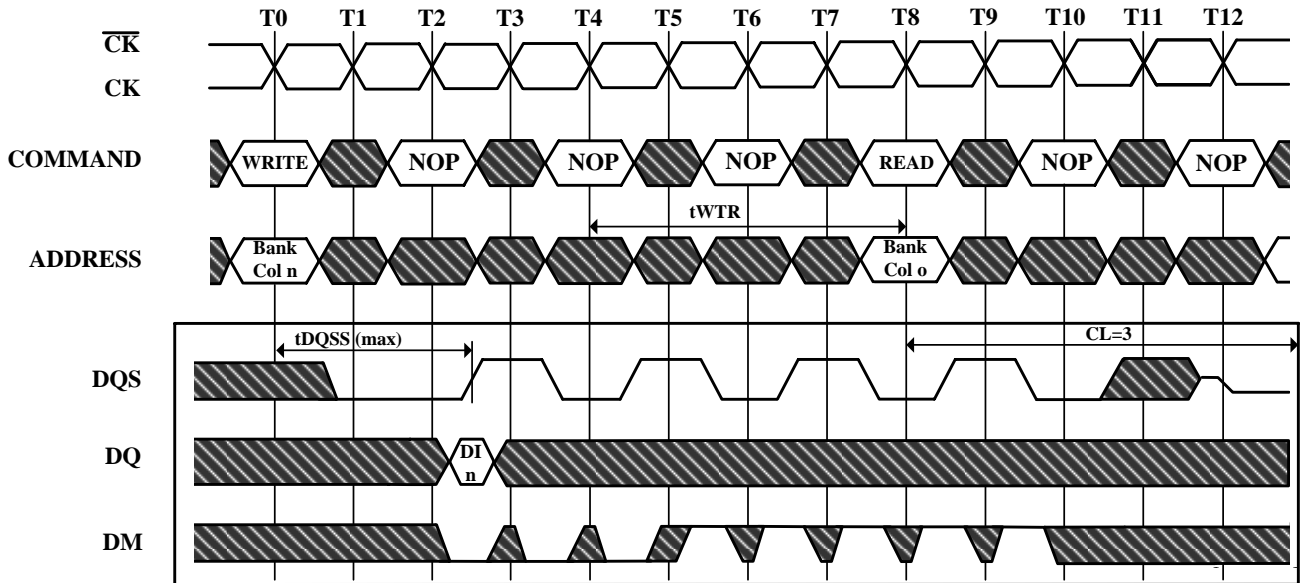 T0 T1 T2 T3 T4 T5 T6 T7 T8 T9 T10 T11 T12
CK
CK
COMMAND WRITE NOP NOP NOP READ NOP NOP
tWTR
ADDRESS Bank Col n Bank Col o
tDQSS (max) CL=3
DQS
DQ DI n
DM